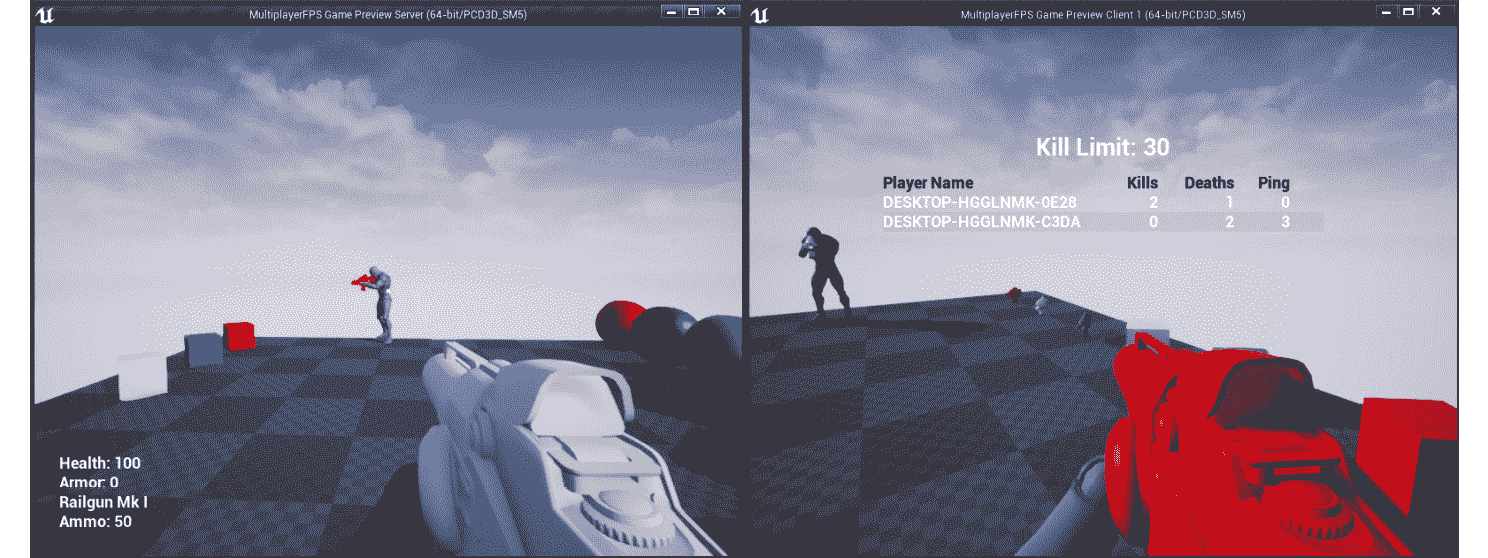 MultiplayerFPS Game Preview Server (64-bit/PCD3D_SM5)
Health: 100
Armor: 0
Railgun Mk I
Ammo: 50
MultiplayerFPS Game Preview Client 1 (64-bit/PCD3D_SM5)
Kill Limit: 30
Player Name Kills Deaths Ping
DESKTOP-HGGLNMK-0E28 2 1 0
DESKTOP-HGGLNMK-C3DA 0 2 3